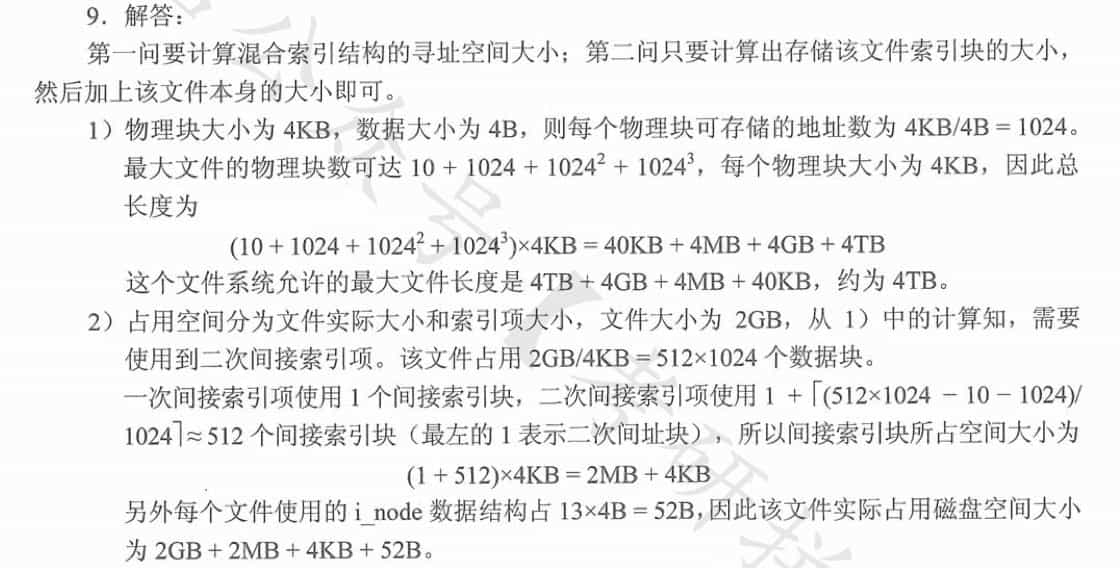 9．解答：
第一问要计算混合索引结构的寻址空间大小；第二问只要计算出存储该文件索引块的大小，
然后加上该文件本身的大小即可。
1）物理块大小为 4KB，数据大小为 4B，则每个物理块可存储的地址数为 4KB/4B = 1024。
最大文件的物理块数可达 10 + 1024 + 1024² + 1024³，每个物理块大小为 4KB，因此总
长度为
(10 + 1024 + 1024² + 1024³)×4KB = 40KB + 4MB + 4GB + 4TB
这个文件系统允许的最大文件长度是 4TB + 4GB + 4MB + 40KB，约为 4TB。
2）占用空间分为文件实际大小和索引项大小，文件大小为 2GB，从 1）中的计算知，需要
使用到二次间接索引项。该文件占用 2GB/4KB = 512×1024 个数据块。
一次间接索引项使用 1 个间接索引块，二次间接索引项使用 1 + ⌈(512×1024 − 10 − 1024)/
1024⌉ ≈ 512 个间接索引块（最左的 1 表示二次间址块），所以间接索引块所占空间大小为
(1 + 512)×4KB = 2MB + 4KB
另外每个文件使用的 i_node 数据结构占 13×4B = 52B，因此该文件实际占用磁盘空间大小
为 2GB + 2MB + 4KB + 52B。